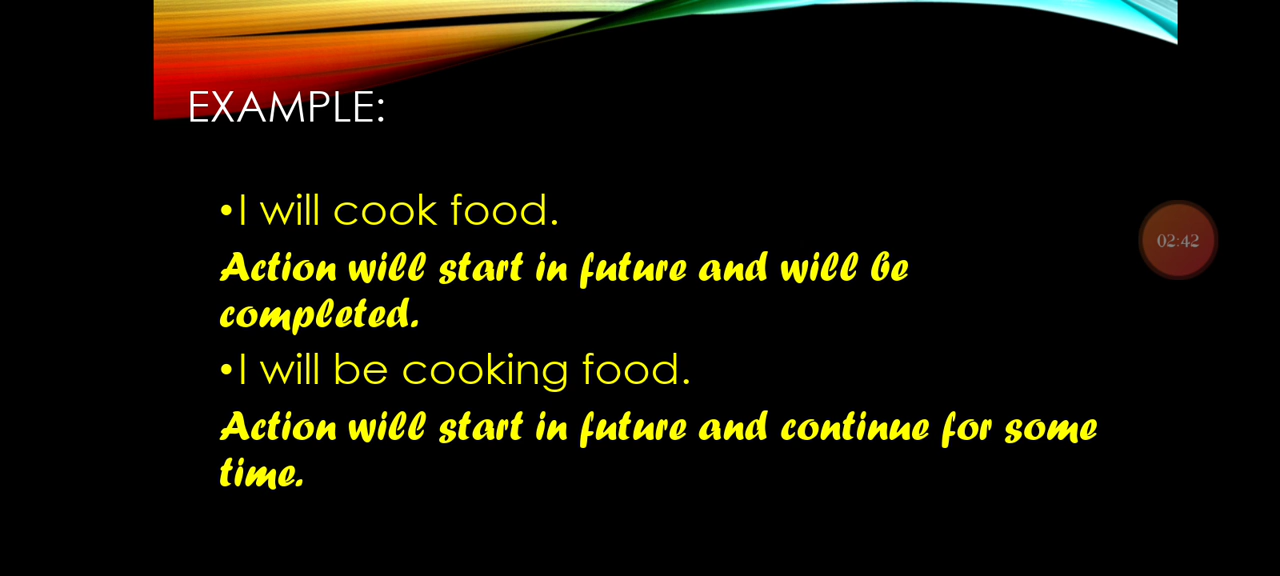 EXAMPLE:
•I will cook food.
Action will start in future and will be
completed.
•I will be cooking food.
Action will start in future and continue for some
time.
02:42